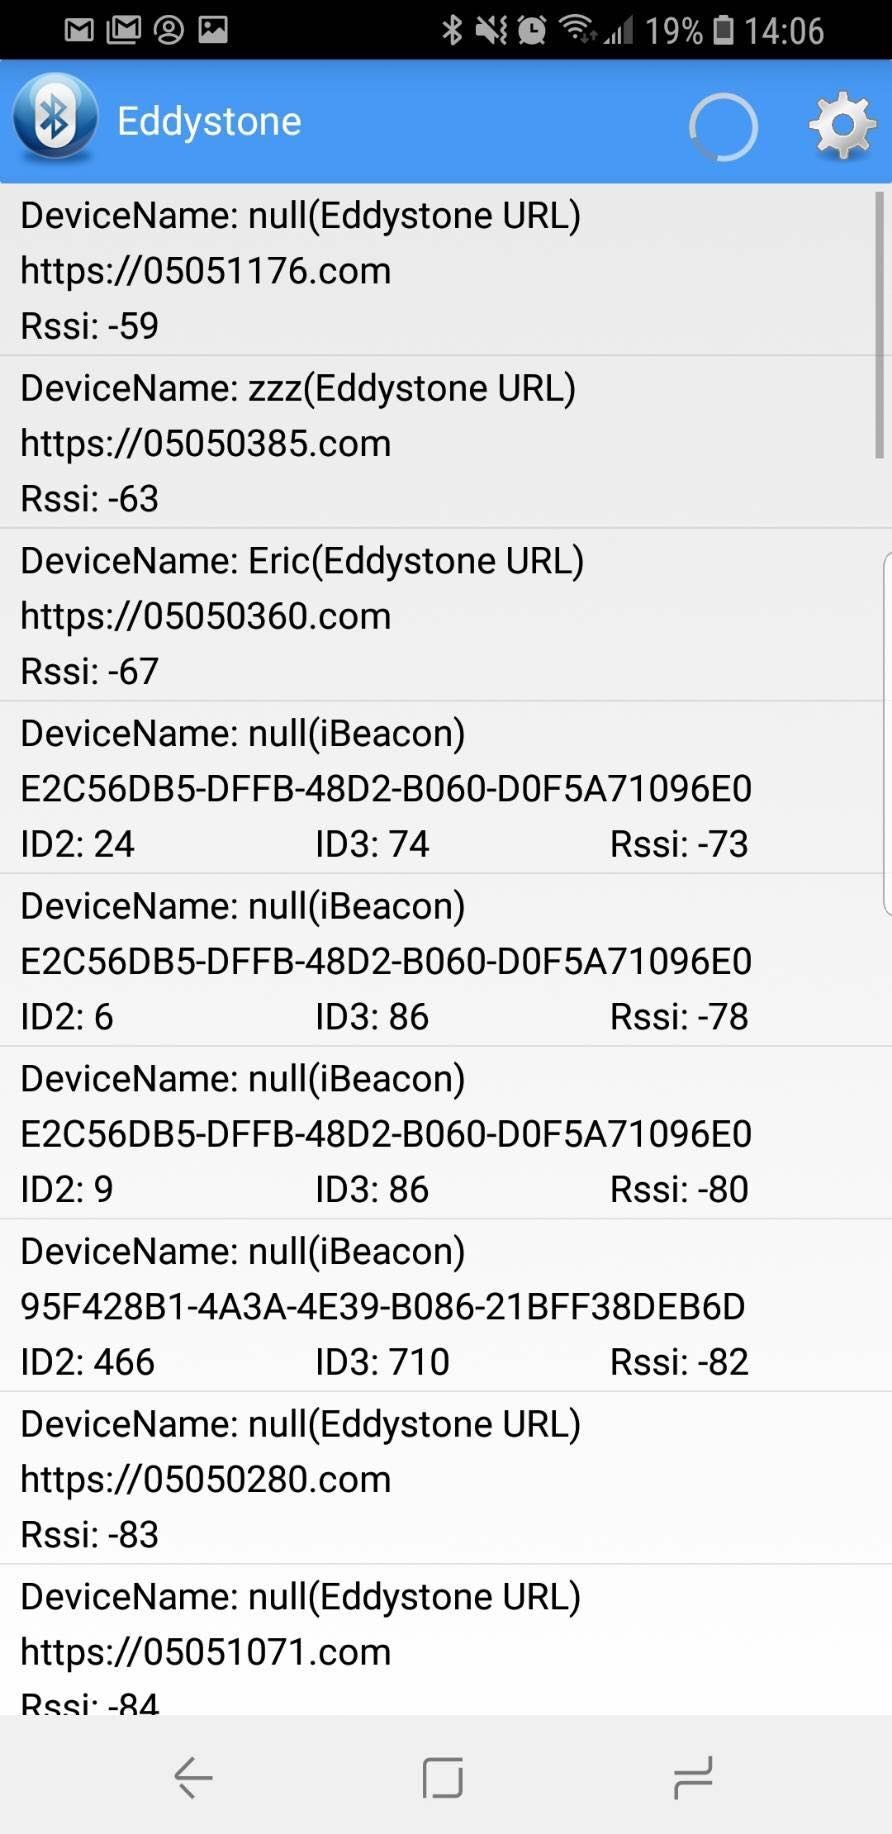 19% 14:06
Eddystone
DeviceName: null(Eddystone URL)
https://05051176.com
Rssi: -59
DeviceName: zzz(Eddystone URL)
https://05050385.com
Rssi: -63
DeviceName: Eric(Eddystone URL)
https://05050360.com
Rssi: -67
DeviceName: null(iBeacon)
E2C56DB5-DFFB-48D2-B060-D0F5A71096E0
ID2: 24 ID3: 74 Rssi: -73
DeviceName: null(iBeacon)
E2C56DB5-DFFB-48D2-B060-D0F5A71096E0
ID2: 6 ID3: 86 Rssi: -78
DeviceName: null(iBeacon)
E2C56DB5-DFFB-48D2-B060-D0F5A71096E0
ID2: 9 ID3: 86 Rssi: -80
DeviceName: null(iBeacon)
95F428B1-4A3A-4E39-B086-21BFF38DEB6D
ID2: 466 ID3: 710 Rssi: -82
DeviceName: null(Eddystone URL)
https://05050280.com
Rssi: -83
DeviceName: null(Eddystone URL)
https://05051071.com
Rssi: -84